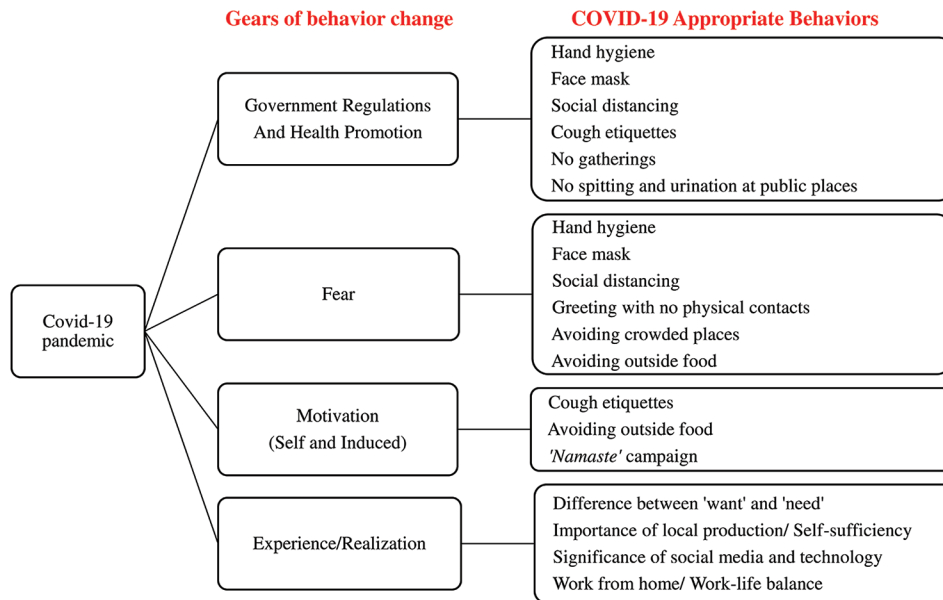 Gears of behavior change
COVID-19 Appropriate Behaviors
Covid-19
pandemic
Government Regulations
And Health Promotion
Hand hygiene
Face mask
Social distancing
Cough etiquettes
No gatherings
No spitting and urination at public places
Fear
Hand hygiene
Face mask
Social distancing
Greeting with no physical contacts
Avoiding crowded places
Avoiding outside food
Motivation
(Self and Induced)
Cough etiquettes
Avoiding outside food
'Namaste' campaign
Experience/Realization
Difference between 'want' and 'need'
Importance of local production/ Self-sufficiency
Significance of social media and technology
Work from home/ Work-life balance